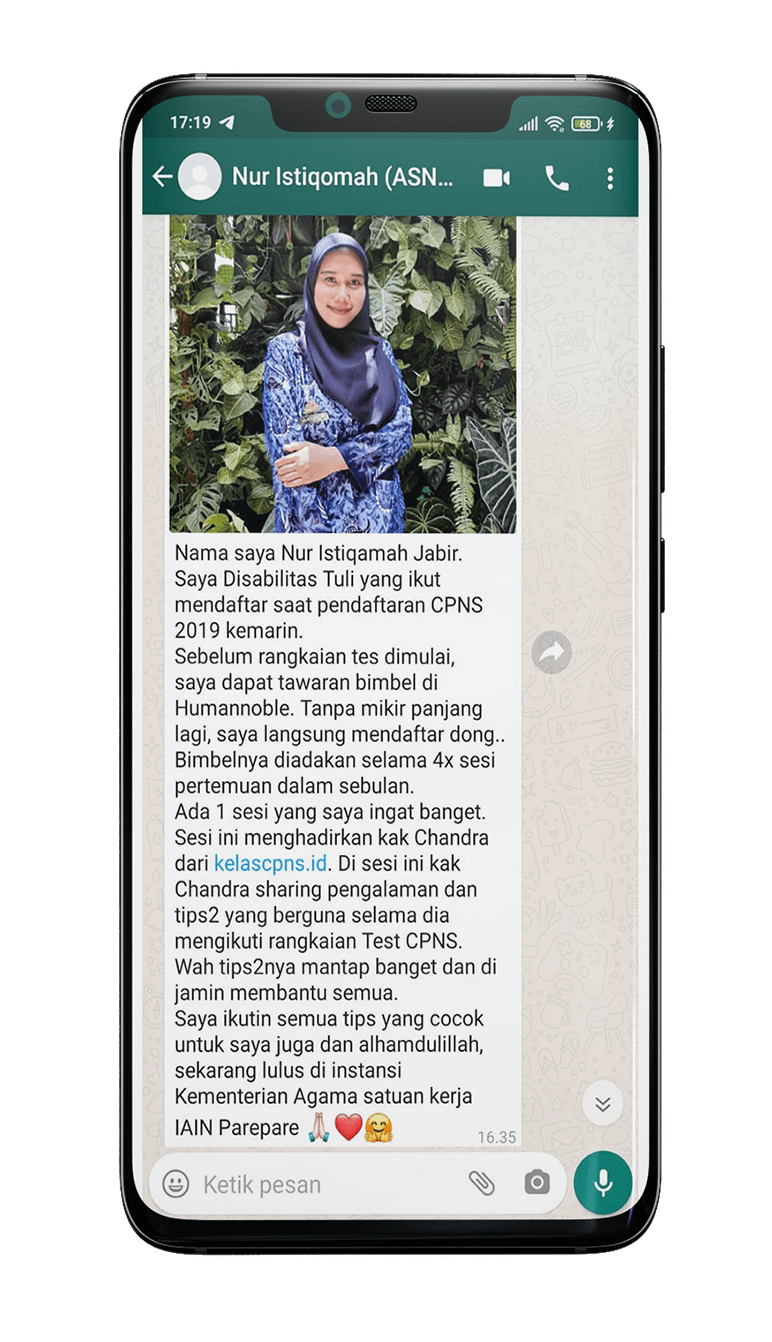 17:19
68
Nur Istiqomah (ASN...
Nama saya Nur Istiqamah Jabir.
Saya Disabilitas Tuli yang ikut
mendaftar saat pendaftaran CPNS
2019 kemarin.
Sebelum rangkaian tes dimulai,
saya dapat tawaran bimbel di
Humannoble. Tanpa mikir panjang
lagi, saya langsung mendaftar dong..
Bimbelnya diadakan selama 4x sesi
pertemuan dalam sebulan.
Ada 1 sesi yang saya ingat banget.
Sesi ini menghadirkan kak Chandra
dari kelascpns.id. Di sesi ini kak
Chandra sharing pengalaman dan
tips2 yang berguna selama dia
mengikuti rangkaian Test CPNS.
Wah tips2nya mantap banget dan di
jamin membantu semua.
Saya ikutin semua tips yang cocok
untuk saya juga dan alhamdulillah,
sekarang lulus di instansi
Kementerian Agama satuan kerja
IAIN Parepare 🙏❤️🤗
16.35
Ketik pesan